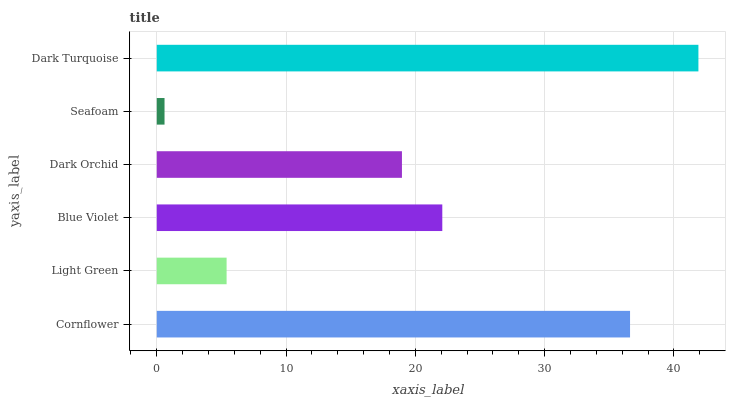 title
Dark Turquoise
Seafoam
Dark Orchid
Blue Violet
Light Green
Cornflower
yaxis_label
0 10 20 30 40
xaxis_label